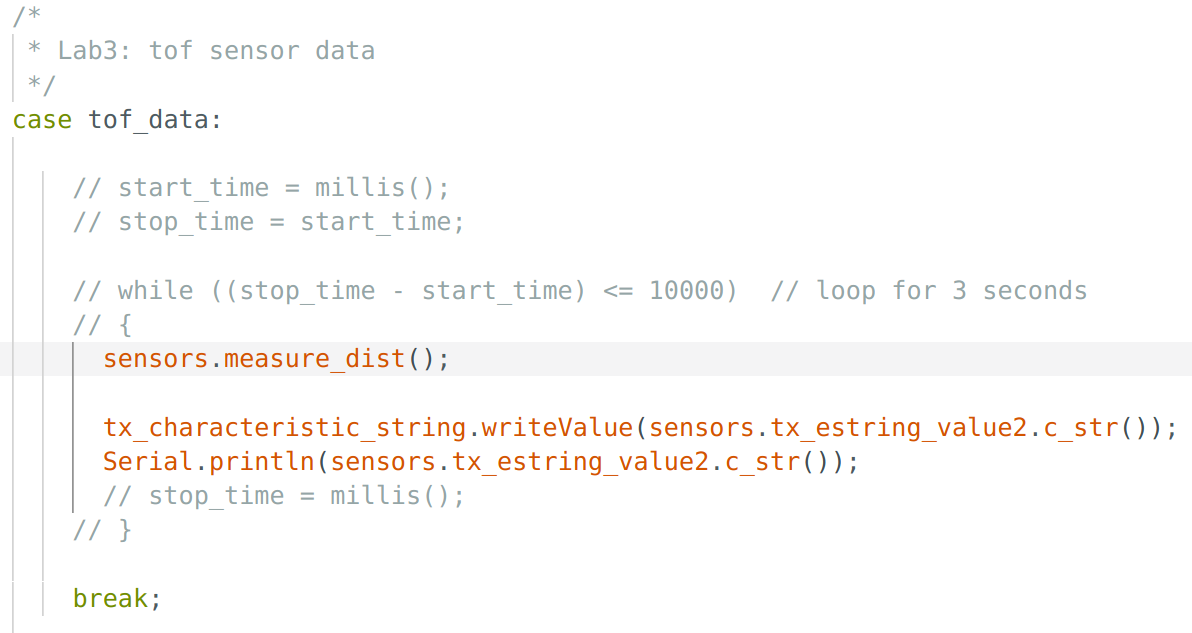 /*
 * Lab3: tof sensor data
 */
case tof_data:
// start_time = millis();
// stop_time = start_time;
// while ((stop_time - start_time) <= 10000)  // loop for 3 seconds
// {
sensors.measure_dist();
tx_characteristic_string.writeValue(sensors.tx_estring_value2.c_str());
Serial.println(sensors.tx_estring_value2.c_str());
// stop_time = millis();
// }
break;